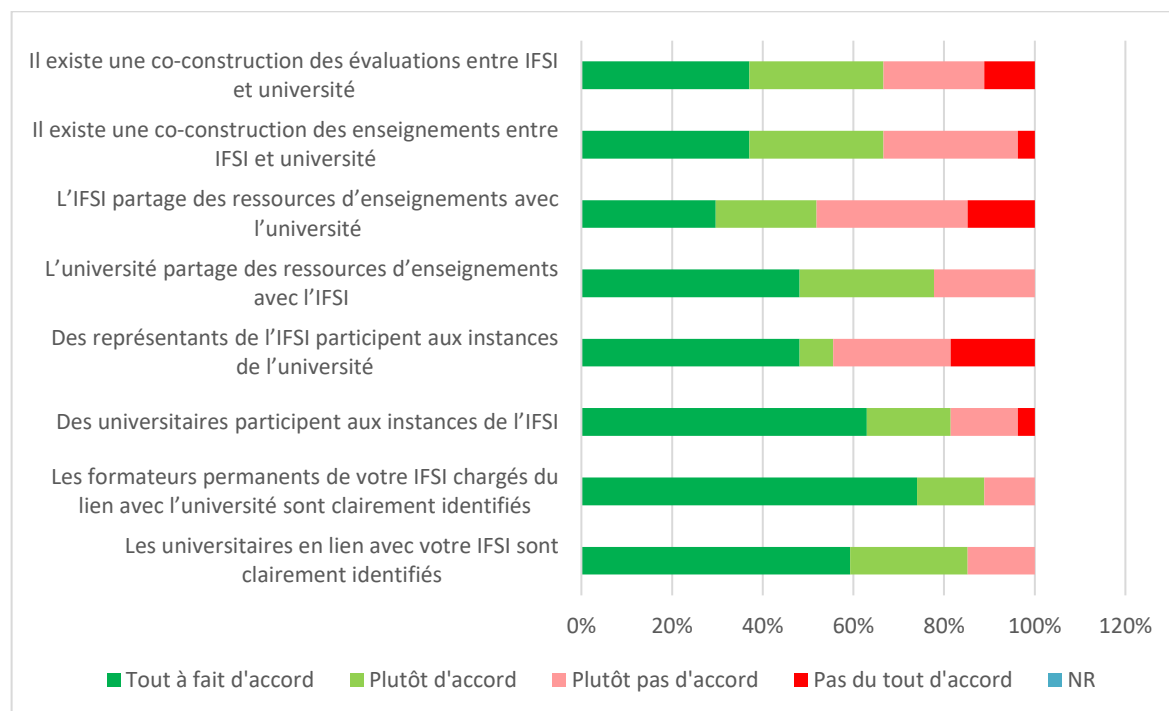 Il existe une co-construction des évaluations entre IFSI
et université
Il existe une co-construction des enseignements entre
IFSI et université
L’IFSI partage des ressources d’enseignements avec
l’université
L’université partage des ressources d’enseignements
avec l’IFSI
Des représentants de l’IFSI participent aux instances
de l’université
Des universitaires participent aux instances de l’IFSI
Les formateurs permanents de votre IFSI chargés du
lien avec l’université sont clairement identifiés
Les universitaires en lien avec votre IFSI sont
clairement identifiés
0% 20% 40% 60% 80% 100% 120%
Tout à fait d'accord Plutôt d'accord Plutôt pas d'accord Pas du tout d'accord NR